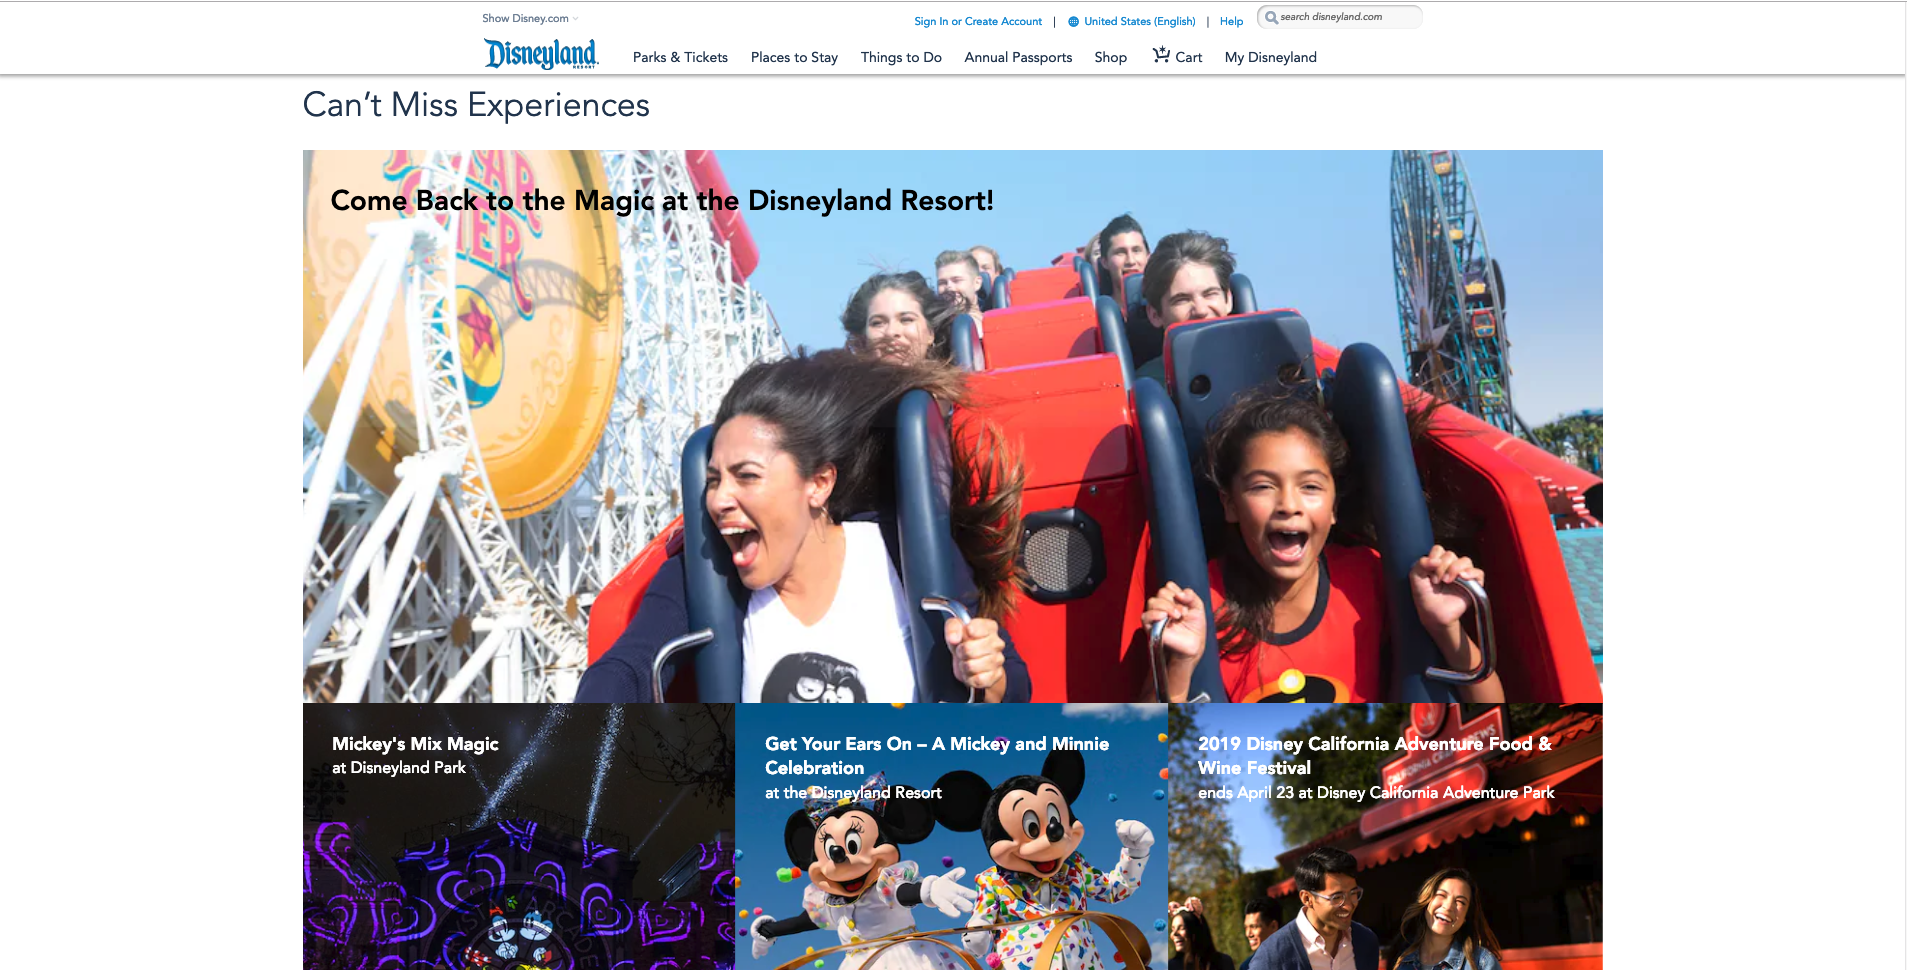 Show Disney.com
Sign In or Create Account | United States (English) | Help
search disneyland.com
Disneyland
RESORT
Parks & Tickets
Places to Stay
Things to Do
Annual Passports
Shop
Cart
My Disneyland
Can't Miss Experiences
Come Back to the Magic at the Disneyland Resort!
Mickey's Mix Magic
at Disneyland Park
Get Your Ears On – A Mickey and Minnie
Celebration
at the Disneyland Resort
2019 Disney California Adventure Food &
Wine Festival
ends April 23 at Disney California Adventure Park